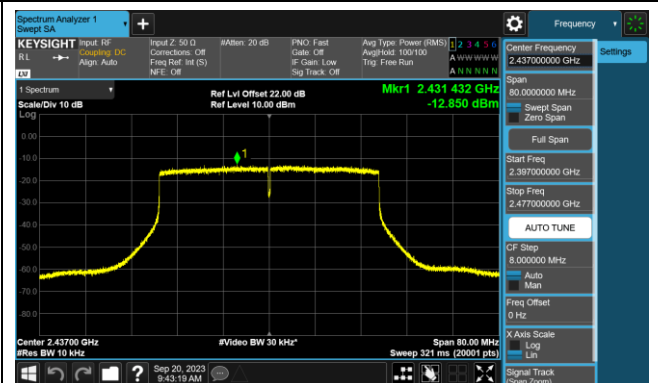 Spectrum Analyzer 1
Swept SA
+
Frequency
KEYSIGHT
RL
LXI
Input: RF
Coupling: DC
Align: Auto
Input Z: 50 Ω
Corrections: Off
Freq Ref: Int (S)
NFE: Off
#Atten: 20 dB
PNO: Fast
Gate: Off
IF Gain: Low
Sig Track: Off
Avg Type: Power (RMS)
Avg|Hold: 100/100
Trig: Free Run
1 2 3 4 5 6
A W W W W W
A N N N N N
1 Spectrum
Scale/Div 10 dB
Log
Ref Lvl Offset 22.00 dB
Ref Level 10.00 dBm
Mkr1 2.431 432 GHz
-12.850 dBm
0.00
-10.0
-20.0
-30.0
-40.0
-50.0
-60.0
-70.0
-80.0
1
Center 2.43700 GHz
#Res BW 10 kHz
#Video BW 30 kHz*
Span 80.00 MHz
Sweep 321 ms (20001 pts)
Center Frequency
2.437000000 GHz
Settings
Span
80.0000000 MHz
Swept Span
Zero Span
Full Span
Start Freq
2.397000000 GHz
Stop Freq
2.477000000 GHz
AUTO TUNE
CF Step
8.000000 MHz
Auto
Man
Freq Offset
0 Hz
X Axis Scale
Log
Lin
Signal Track
(Span Zoom)
?
Sep 20, 2023
9:43:19 AM